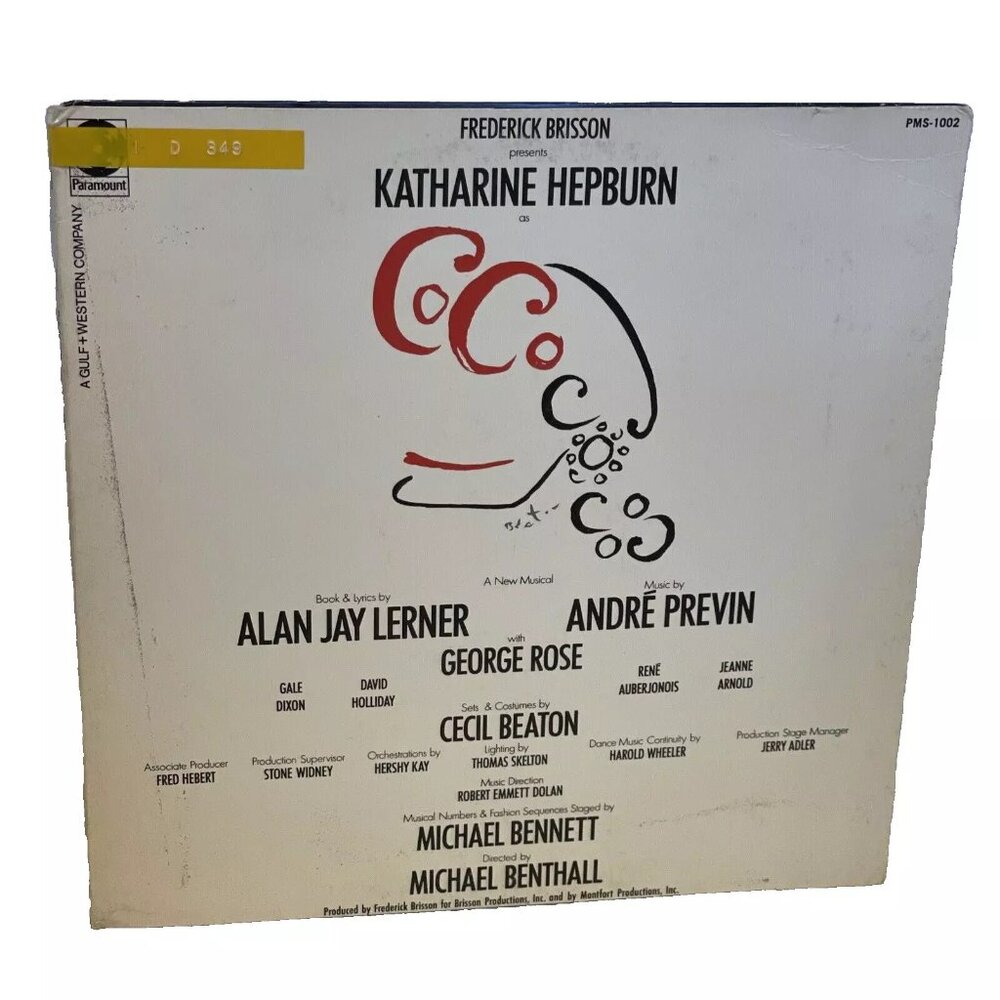 FREDERICK BRISSON
presents
KATHARINE HEPBURN
as
CoCo
PMS-1002
D 349
Paramount
A GULF+WESTERN COMPANY
A New Musical
Book & Lyrics by
ALAN JAY LERNER
Music by
ANDRÉ PREVIN
with
GEORGE ROSE
GALE
DIXON
DAVID
HOLLIDAY
RENÉ
AUBERJONOIS
JEANNE
ARNOLD
Sets & Costumes by
CECIL BEATON
Associate Producer
FRED HEBERT
Production Supervisor
STONE WIDNEY
Orchestrations by
HERSHY KAY
Lighting by
THOMAS SKELTON
Dance Music Continuity by
HAROLD WHEELER
Production Stage Manager
JERRY ADLER
Music Direction
ROBERT EMMETT DOLAN
Musical Numbers & Fashion Sequences Staged by
MICHAEL BENNETT
Directed by
MICHAEL BENTHALL
Produced by Frederick Brisson for Brisson Productions, Inc. and by Montfort Productions, Inc.